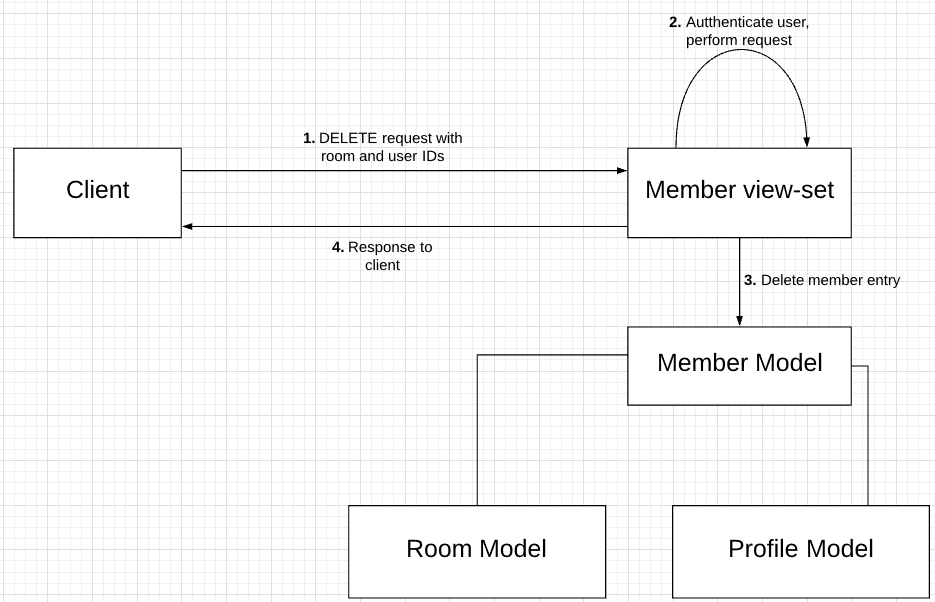 2. Autthenticate user,
perform request
1. DELETE request with
room and user IDs
Client
Member view-set
4. Response to
client
3. Delete member entry
Member Model
Room Model
Profile Model